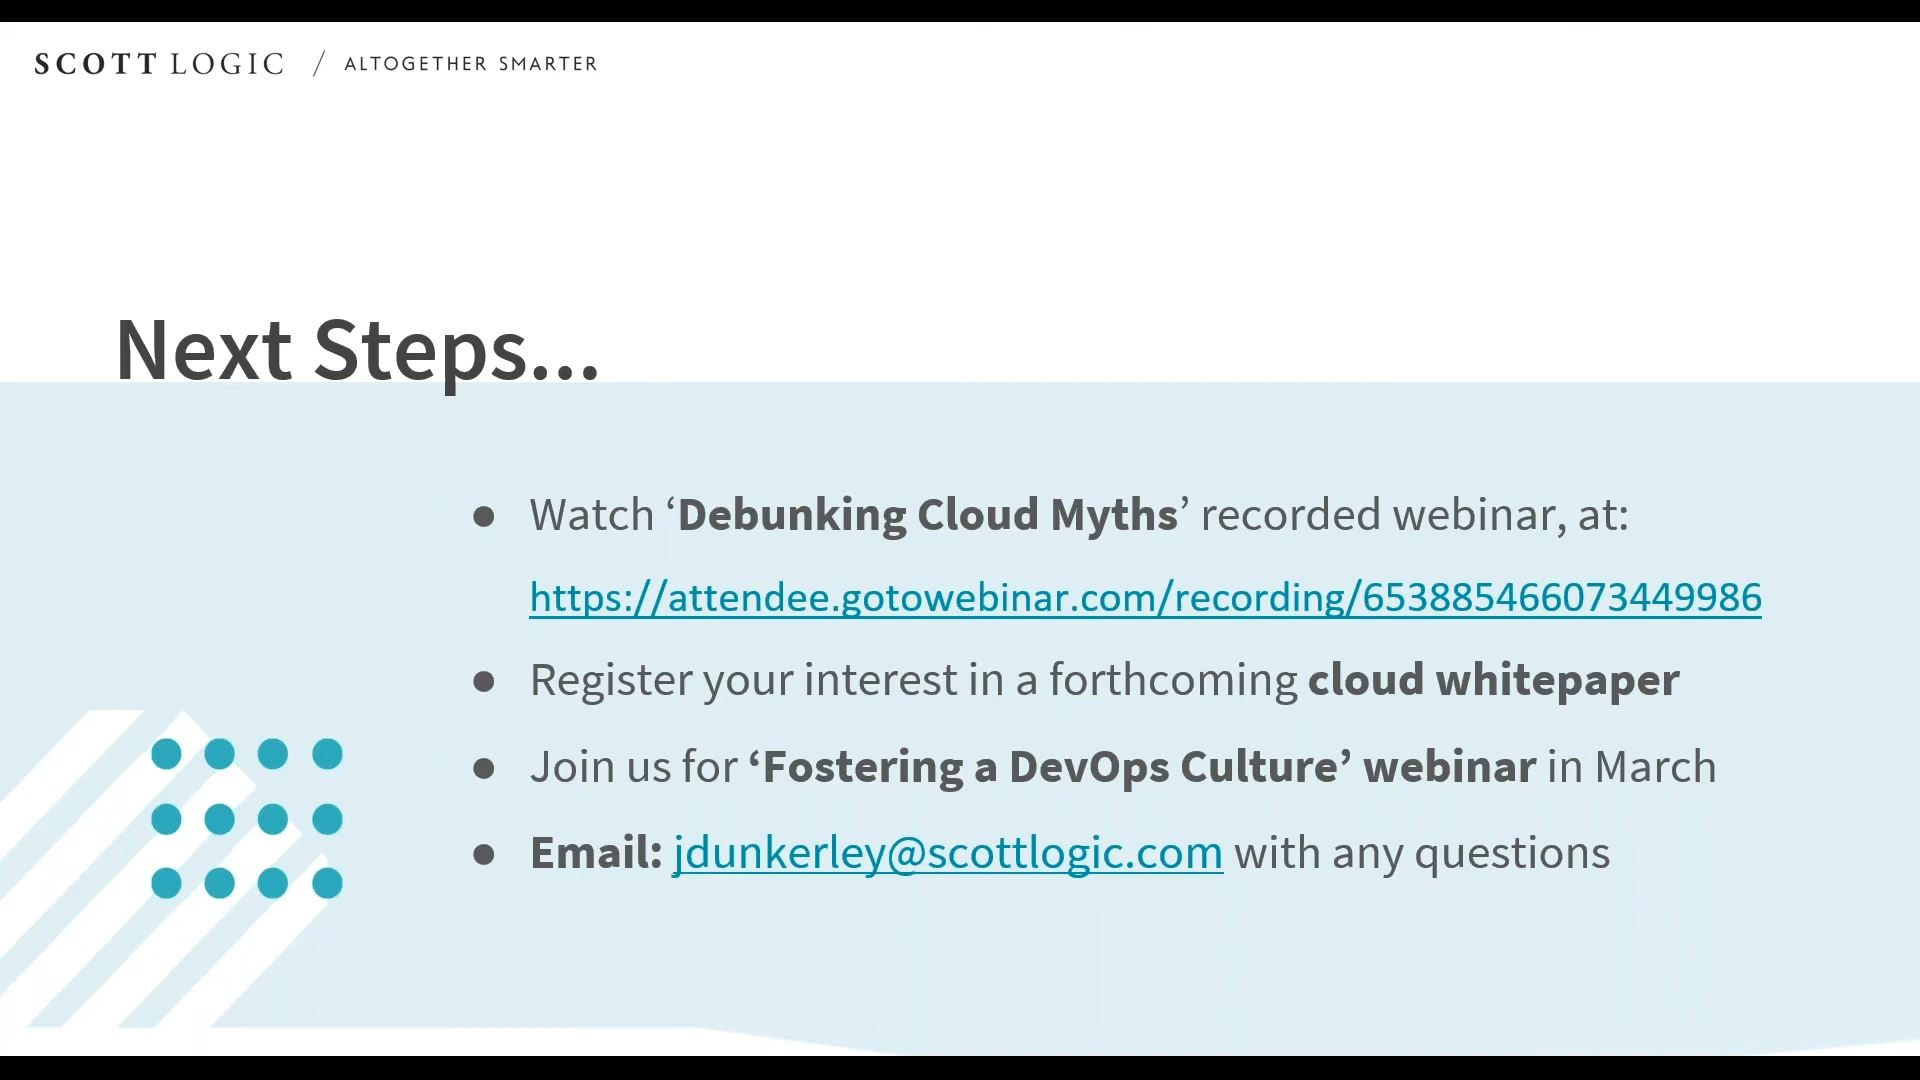 SCOTT LOGIC / ALTOGETHER SMARTER
Next Steps...
● Watch ‘Debunking Cloud Myths’ recorded webinar, at:
https://attendee.gotowebinar.com/recording/653885466073449986
● Register your interest in a forthcoming cloud whitepaper
● Join us for ‘Fostering a DevOps Culture’ webinar in March
● Email: jdunkerley@scottlogic.com with any questions